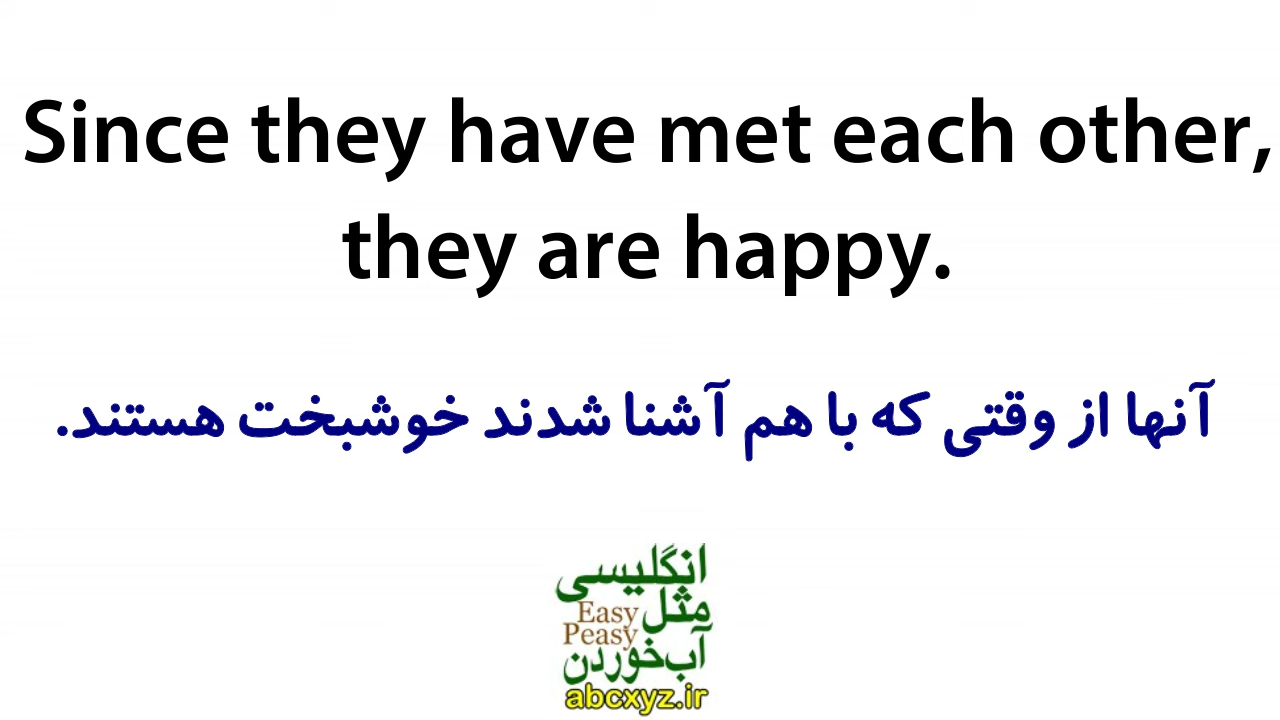 Since they have met each other,
they are happy.
آنها از وقتی که با هم آشنا شدند خوشبخت هستند.
انگلیسی
مثل
Easy
Peasy
آب‌خوردن
abcxyz.ir